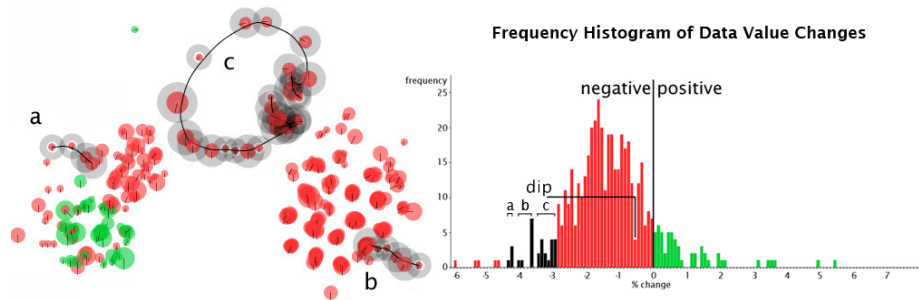 Frequency Histogram of Data Value Changes
c
a
b
frequency
negative positive
25
20
15
10
5
0
dip
a b c
-6 -5 -4 -3 -2 -1 0 1 2 3 4 5 6 7
% change